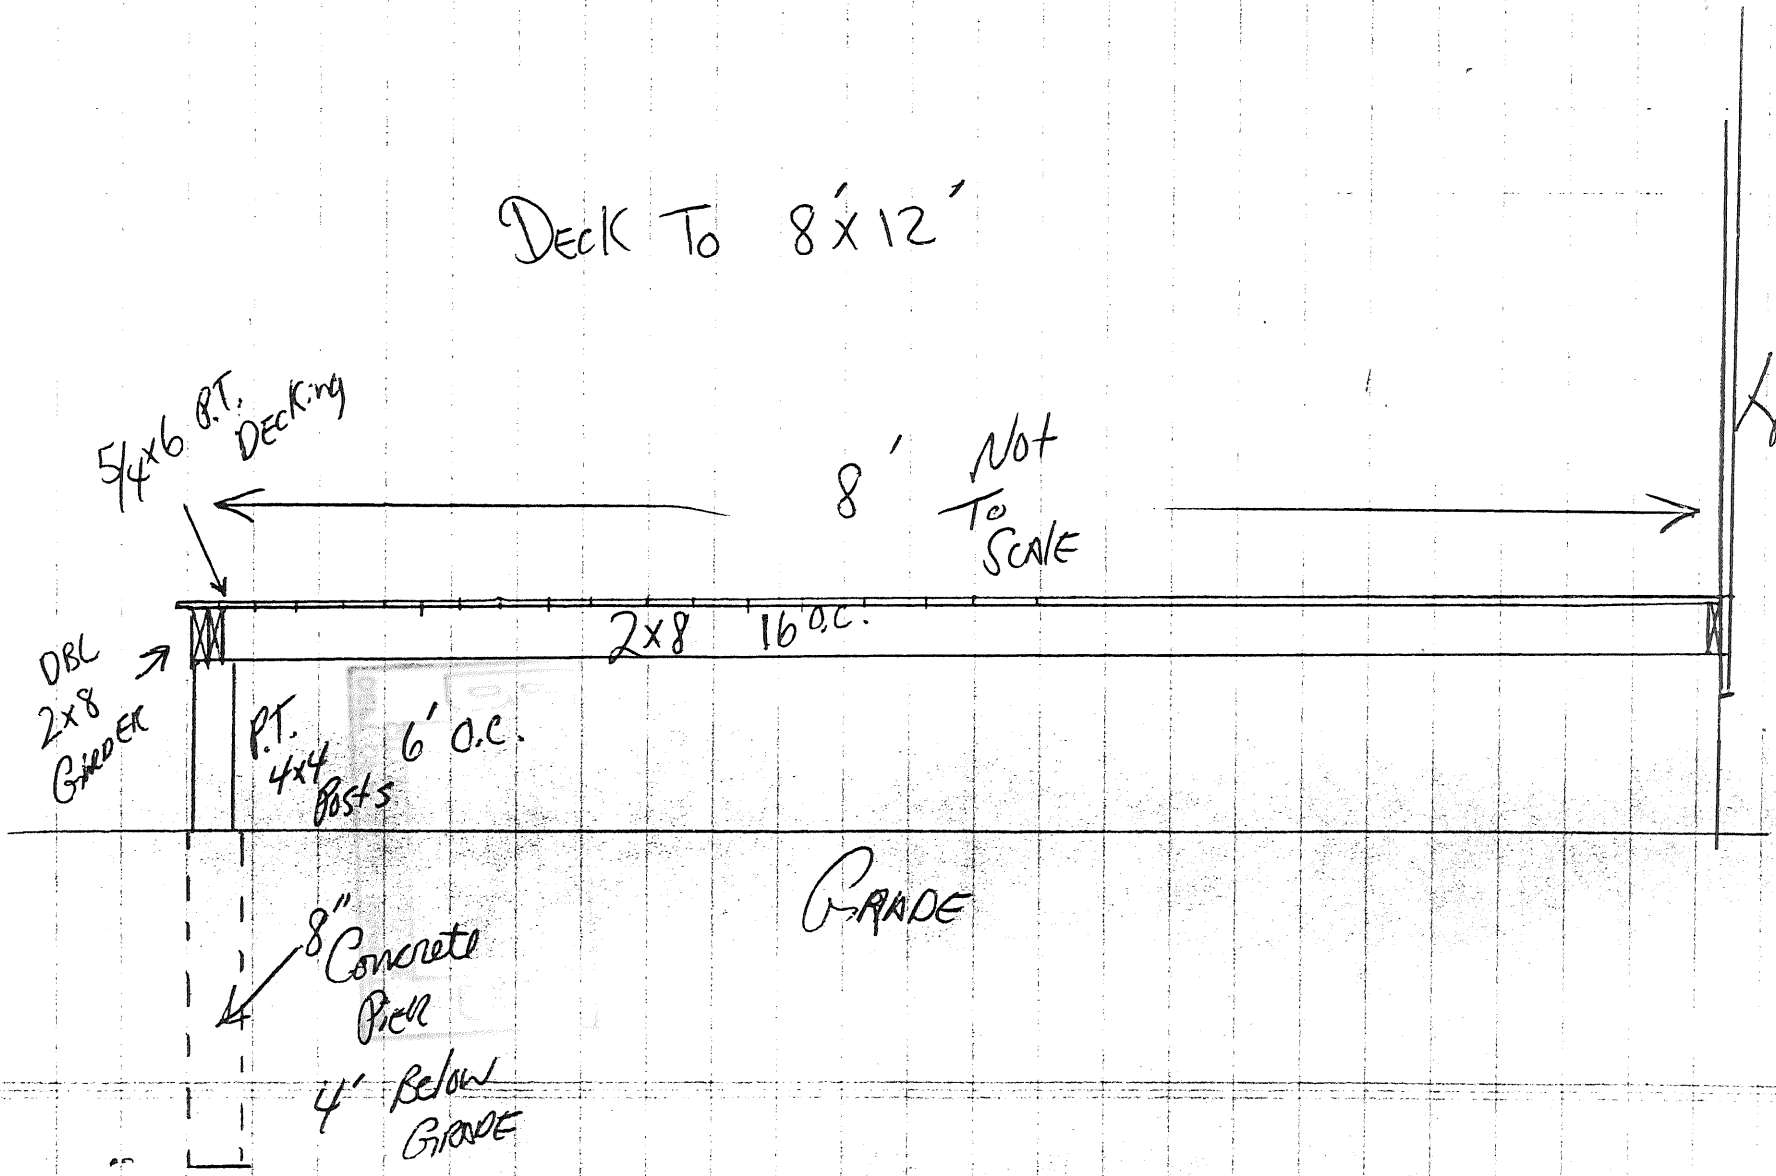 DECK TO 8'x12'
5/4x6 P.T.
DECKing
8'
Not
To
SCALE
2x8 16 O.C.
DBL
2x8
GIRDER
P.T.
4x4
Posts
6' O.C.
GRADE
8"
Concrete
PiER
4' Below
GRADE